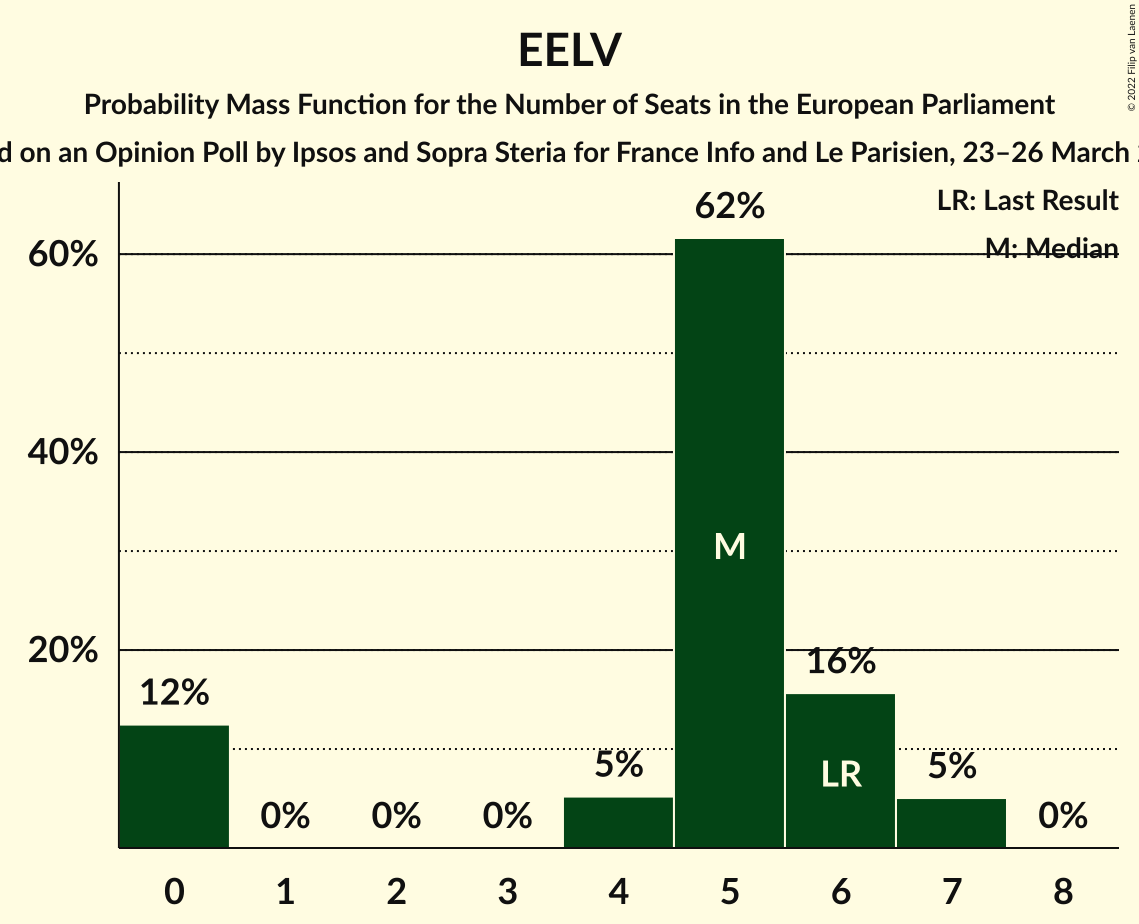 EELV
Probability Mass Function for the Number of Seats in the European Parliament
on an Opinion Poll by Ipsos and Sopra Steria for France Info and Le Parisien, 23–26 March
© 2022 Filip van Laenen
LR: Last Result
M: Median
60%
40%
20%
12%
0%
0%
0%
5%
62%
16%
5%
0%
M
LR
0 1 2 3 4 5 6 7 8